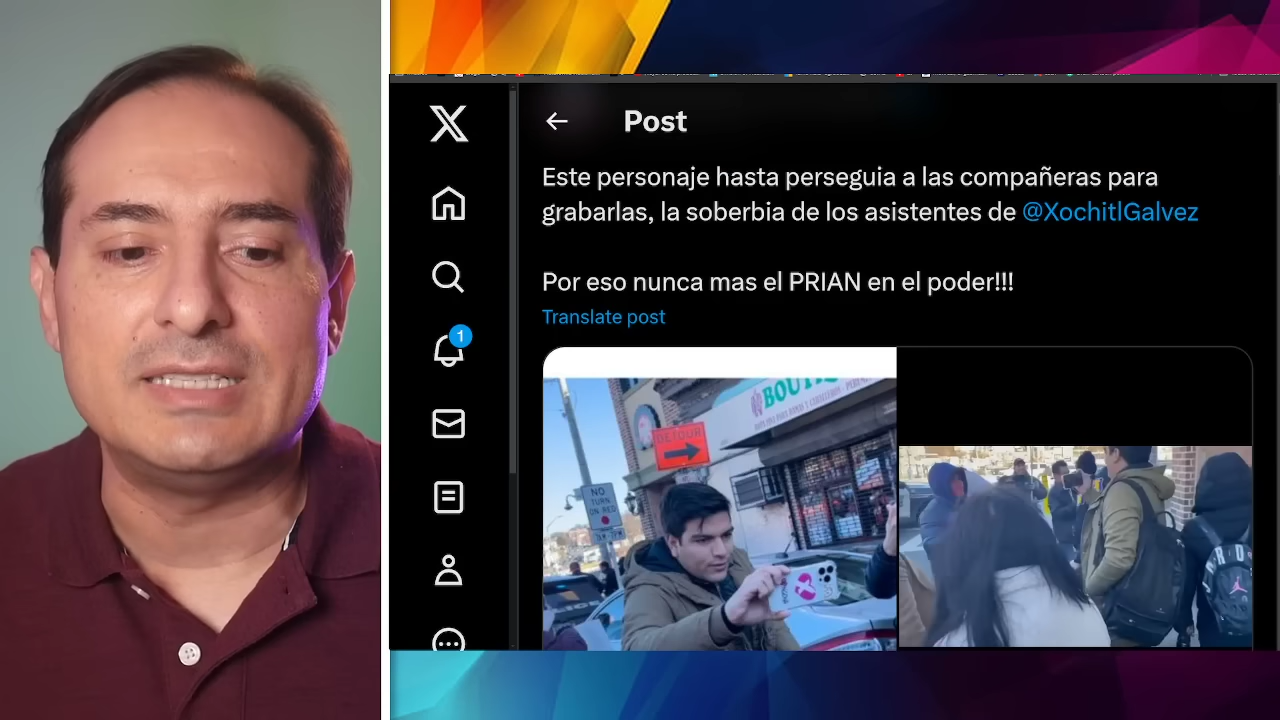 Post
Este personaje hasta perseguia a las compañeras para
grabarlas, la soberbia de los asistentes de @XochitlGalvez
Por eso nunca mas el PRIAN en el poder!!!
Translate post
1
DETOUR
NO
TURN
ON RED